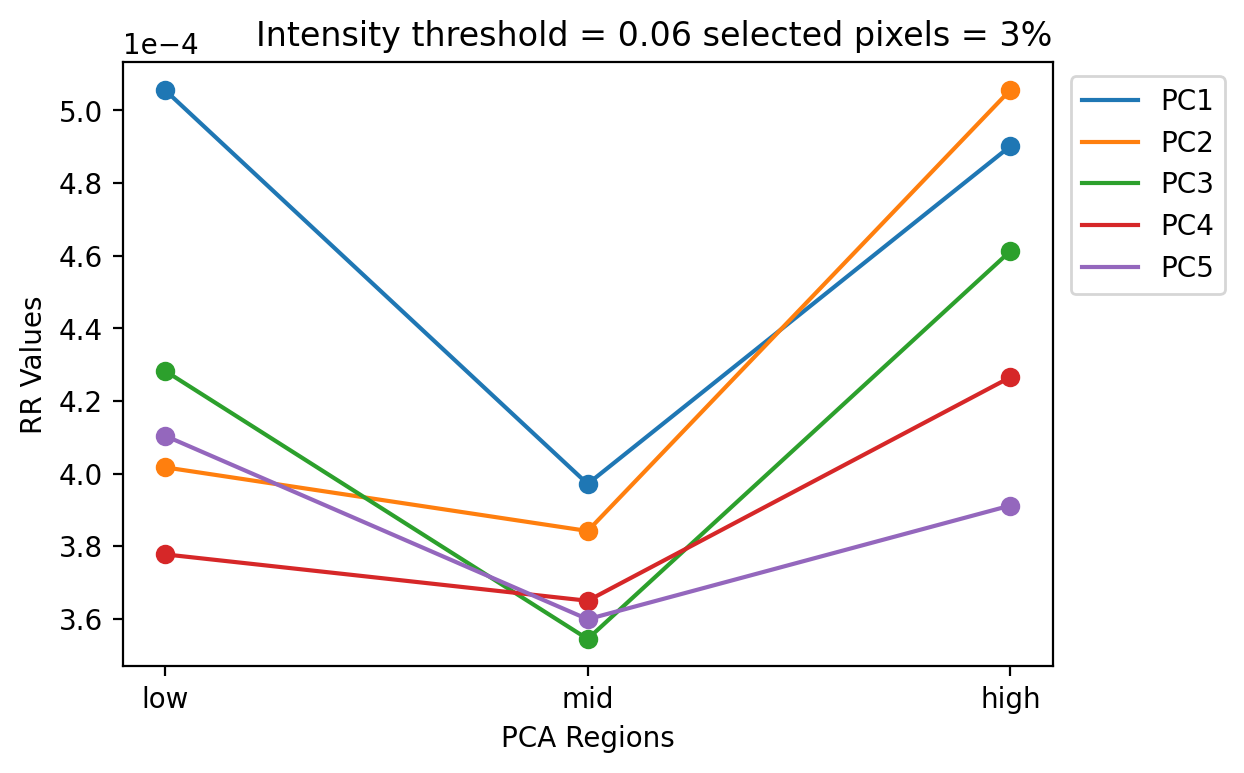 Intensity threshold = 0.06 selected pixels = 3%
1e−4
5.0
4.8
4.6
4.4
4.2
4.0
3.8
3.6
RR Values
low
mid
high
PCA Regions
PC1
PC2
PC3
PC4
PC5